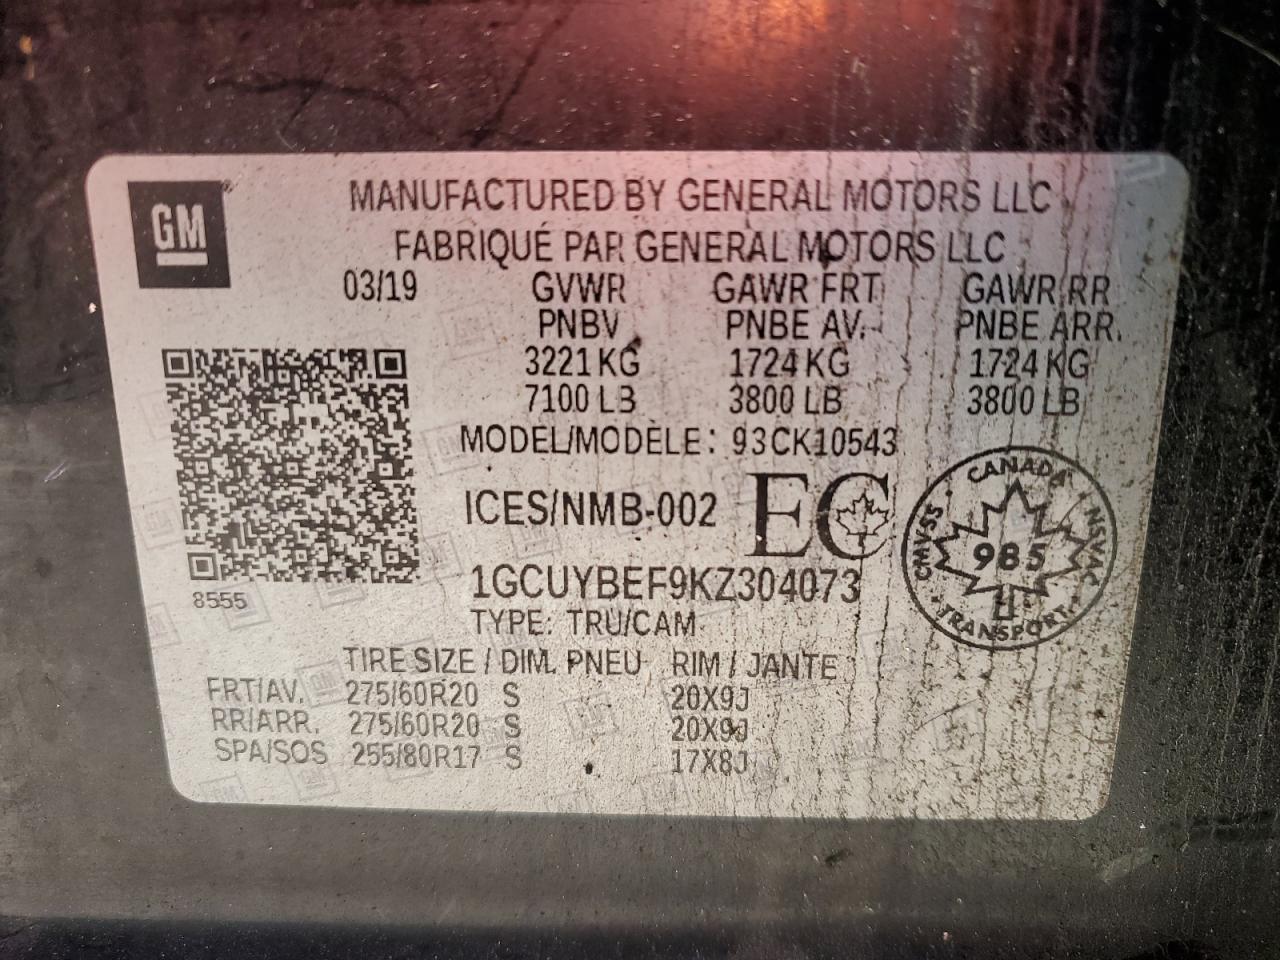 GM
MANUFACTURED BY GENERAL MOTORS LLC
FABRIQUÉ PAR GENERAL MOTORS LLC
03/19 GVWR GAWR FRT GAWR RR
PNBV PNBE AV. PNBE ARR.
3221 KG 1724 KG 1724 KG
7100 LB 3800 LB 3800 LB
MODEL/MODÈLE: 93CK10543
ICES/NMB-002 EC
CANADA
NSVAC
TRANSPORT
CMVSS
985
8555
1GCUYBEF9KZ304073
TYPE: TRU/CAM
TIRE SIZE / DIM. PNEU RIM / JANTE
FRT/AV. 275/60R20 S 20X9J
RR/ARR. 275/60R20 S 20X9J
SPA/SOS 255/80R17 S 17X8J